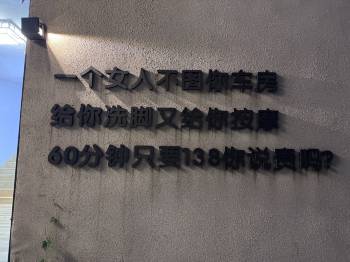 一个女人不图你车房
给你洗脚又给你按摩
60分钟只要138你说贵吗?